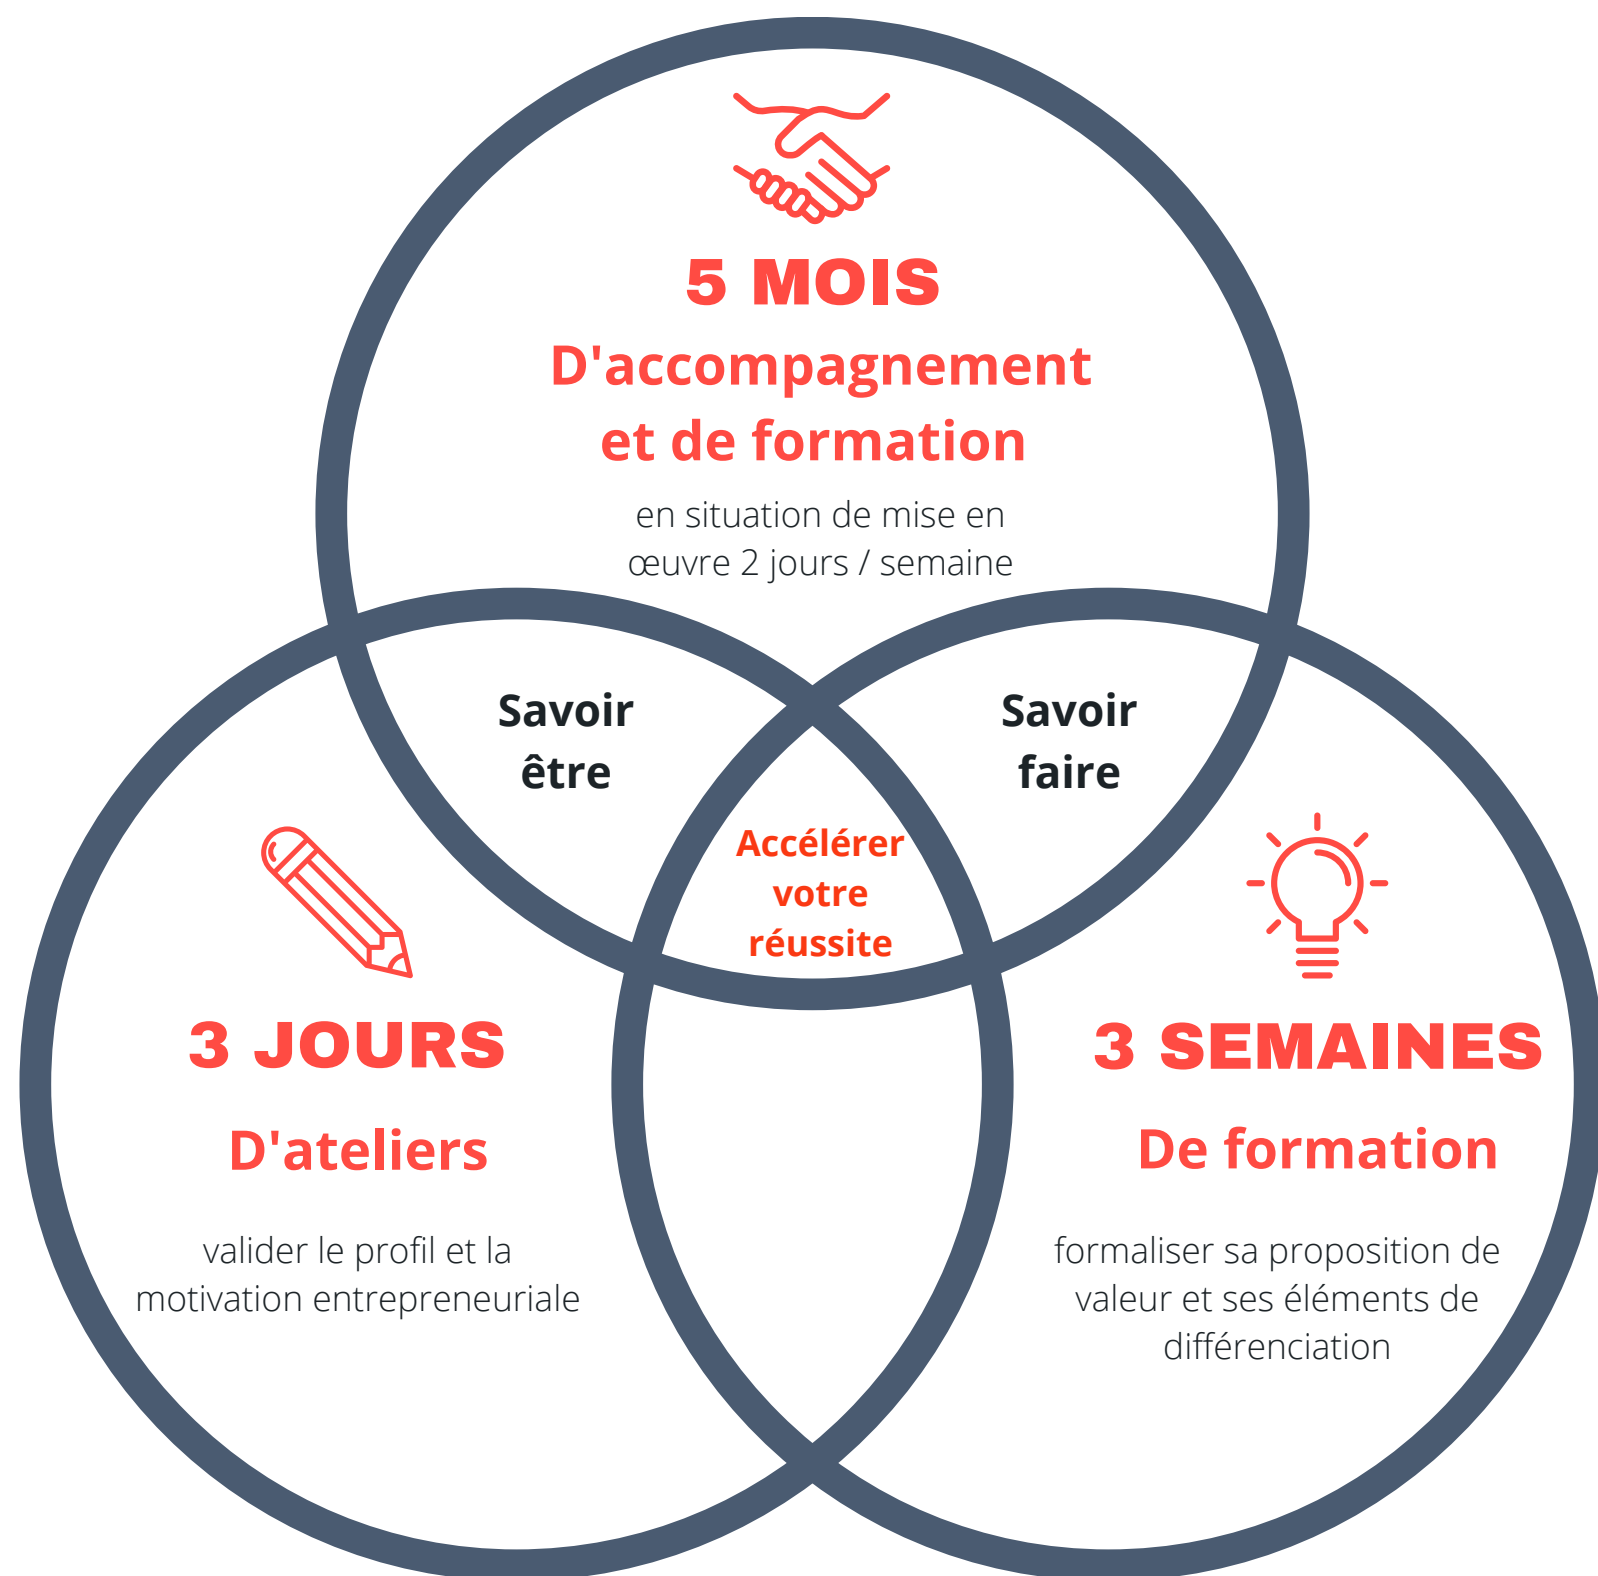 5 MOIS
D'accompagnement
et de formation
en situation de mise en
œuvre 2 jours / semaine
Savoir
être
Savoir
faire
Accélérer
votre
réussite
3 JOURS
D'ateliers
valider le profil et la
motivation entrepreneuriale
3 SEMAINES
De formation
formaliser sa proposition de
valeur et ses éléments de
différenciation